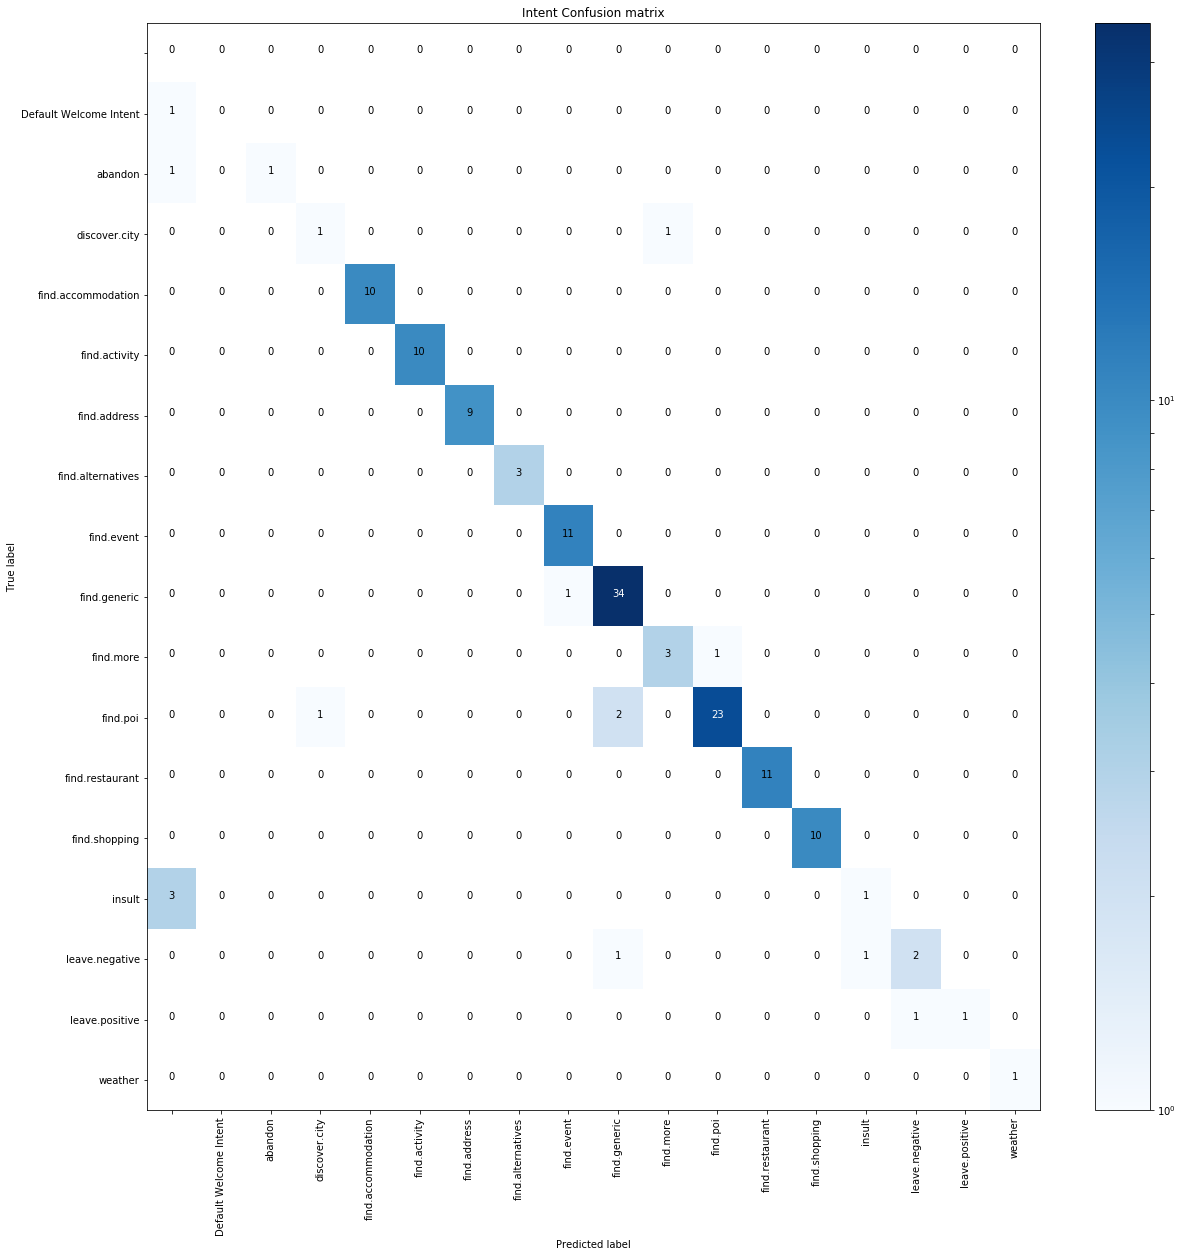 Intent Confusion matrix
0 0 0 0 0 0 0 0 0 0 0 0 0 0 0 0 0 0
Default Welcome Intent 1 0 0 0 0 0 0 0 0 0 0 0 0 0 0 0 0 0
abandon 1 0 1 0 0 0 0 0 0 0 0 0 0 0 0 0 0 0
discover.city 0 0 0 1 0 0 0 0 0 0 1 0 0 0 0 0 0 0
find.accommodation 0 0 0 0 10 0 0 0 0 0 0 0 0 0 0 0 0 0
find.activity 0 0 0 0 0 10 0 0 0 0 0 0 0 0 0 0 0 0
find.address 0 0 0 0 0 0 9 0 0 0 0 0 0 0 0 0 0 0
find.alternatives 0 0 0 0 0 0 0 3 0 0 0 0 0 0 0 0 0 0
find.event 0 0 0 0 0 0 0 0 11 0 0 0 0 0 0 0 0 0
find.generic 0 0 0 0 0 0 0 0 1 34 0 0 0 0 0 0 0 0
find.more 0 0 0 0 0 0 0 0 0 0 3 1 0 0 0 0 0 0
find.poi 0 0 0 1 0 0 0 0 0 2 0 23 0 0 0 0 0 0
find.restaurant 0 0 0 0 0 0 0 0 0 0 0 0 11 0 0 0 0 0
find.shopping 0 0 0 0 0 0 0 0 0 0 0 0 0 10 0 0 0 0
insult 3 0 0 0 0 0 0 0 0 0 0 0 0 0 1 0 0 0
leave.negative 0 0 0 0 0 0 0 0 0 1 0 0 0 0 1 2 0 0
leave.positive 0 0 0 0 0 0 0 0 0 0 0 0 0 0 0 1 1 0
weather 0 0 0 0 0 0 0 0 0 0 0 0 0 0 0 0 0 1
True label
Default Welcome Intent
abandon
discover.city
find.accommodation
find.activity
find.address
find.alternatives
find.event
find.generic
find.more
find.poi
find.restaurant
find.shopping
insult
leave.negative
leave.positive
weather
Predicted label
10¹
10⁰